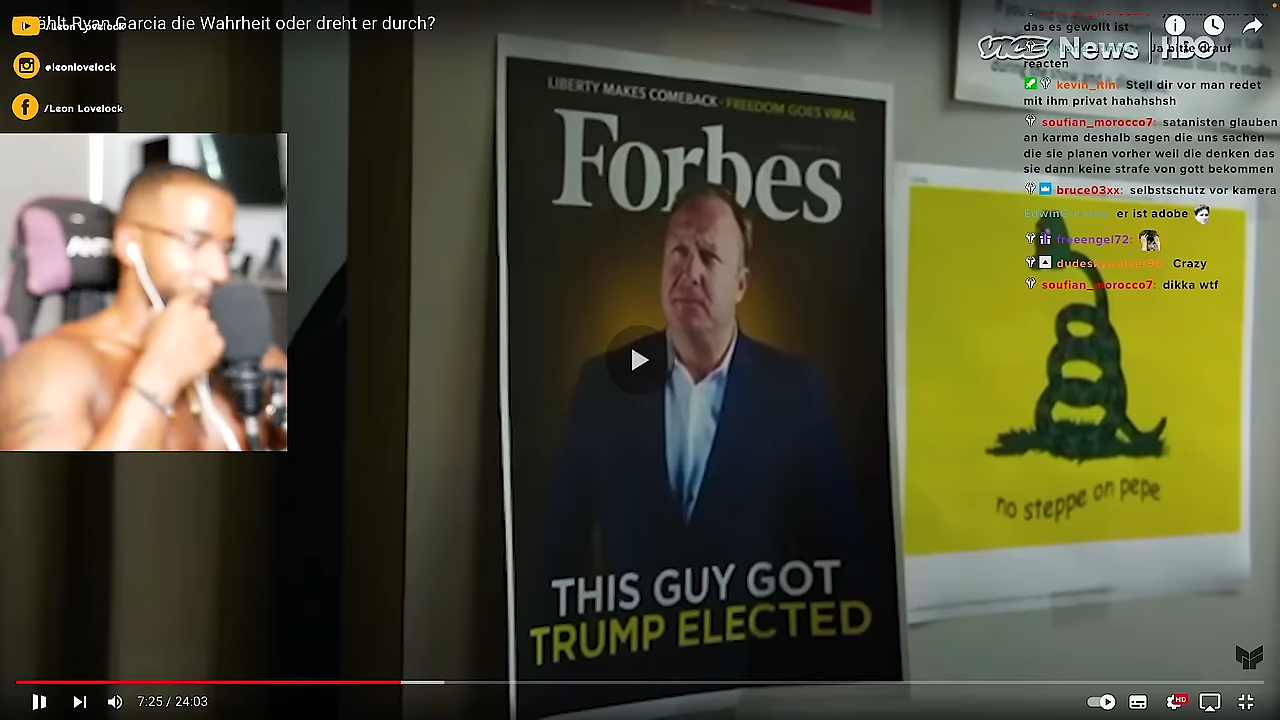 ählt Ryan Garcia die Wahrheit oder dreht er durch?
/Leon Lovelock
@leonlovelock
/Leon Lovelock
VICE News | HBO
das es gewollt ist
Ja bitte drauf
reacten
kevin_rtin Stell dir vor man redet
mit ihm privat hahahshsh
soufian_morocco7: satanisten glauben
an karma deshalb sagen die uns sachen
die sie planen vorher weil die denken das
sie dann keine strafe von gott bekommen
bruce03xx: selbstschutz vor kamera
er ist adobe
freeengel72:
dudeskywalker96: Crazy
soufian_morocco7: dikka wtf
LIBERTY MAKES COMEBACK - FREEDOM GOES VIRAL
Forbes
THIS GUY GOT
TRUMP ELECTED
no steppe on pepe
7:25 / 24:03
HD